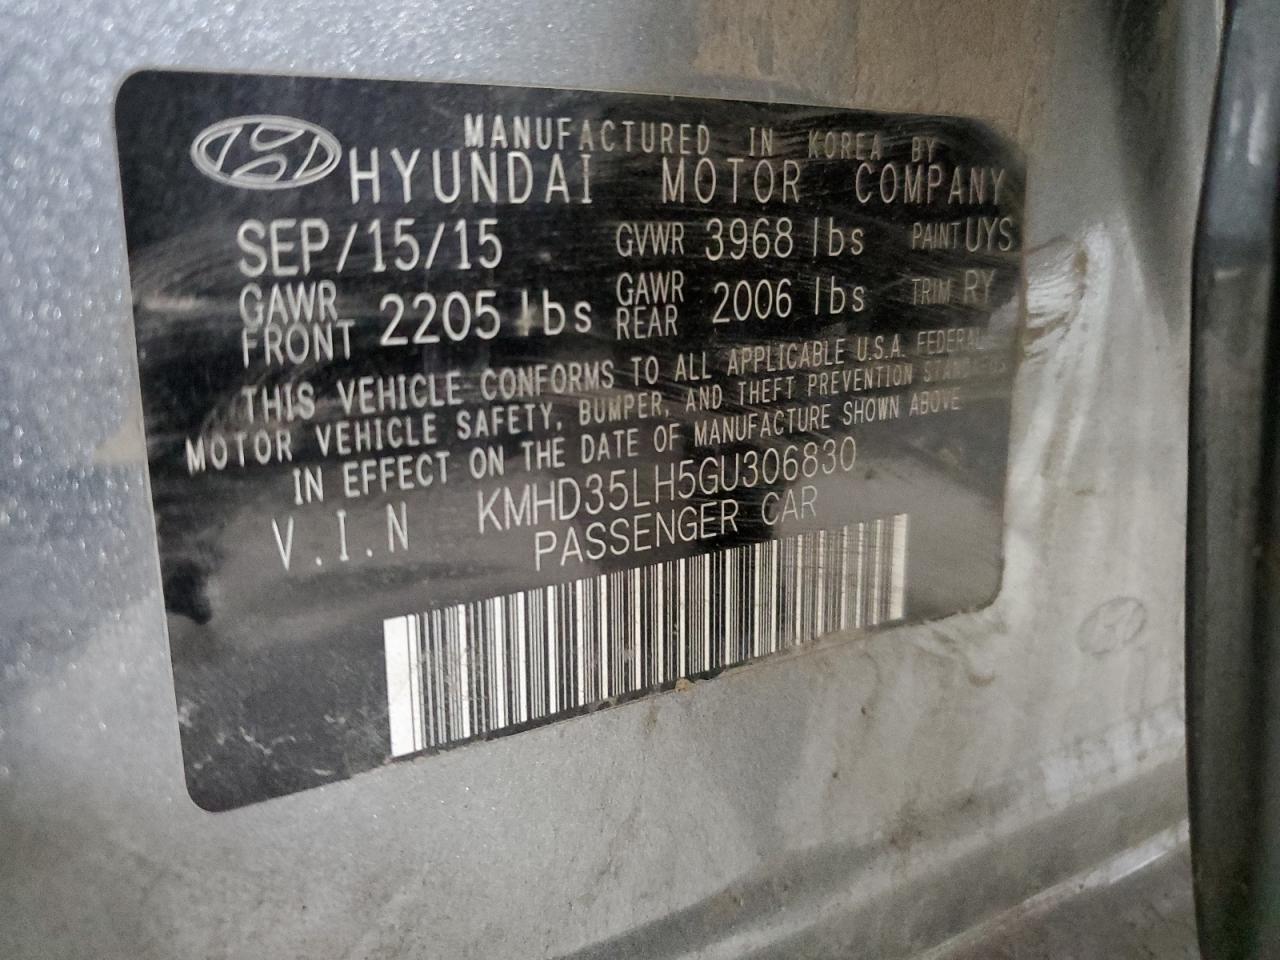 MANUFACTURED IN KOREA BY
HYUNDAI MOTOR COMPANY
SEP/15/15 GVWR 3968 lbs PAINT UYS
GAWR FRONT 2205 lbs GAWR REAR 2006 lbs TRIM RY
THIS VEHICLE CONFORMS TO ALL APPLICABLE U.S.A. FEDERAL
MOTOR VEHICLE SAFETY, BUMPER, AND THEFT PREVENTION STANDARDS
IN EFFECT ON THE DATE OF MANUFACTURE SHOWN ABOVE
V.I.N KMHD35LH5GU306830
PASSENGER CAR